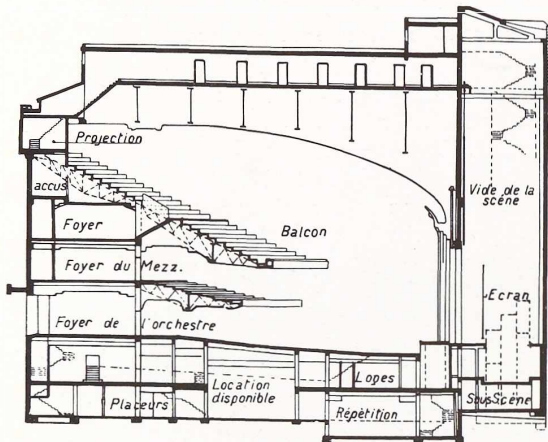 Projection
accus
Foyer
Balcon
Vide de la
scène
Foyer du Mezz.
Ecran
Foyer de l'orchestre
Location
disponible
Lopes
Placeurs
Répétition
Sous Scène